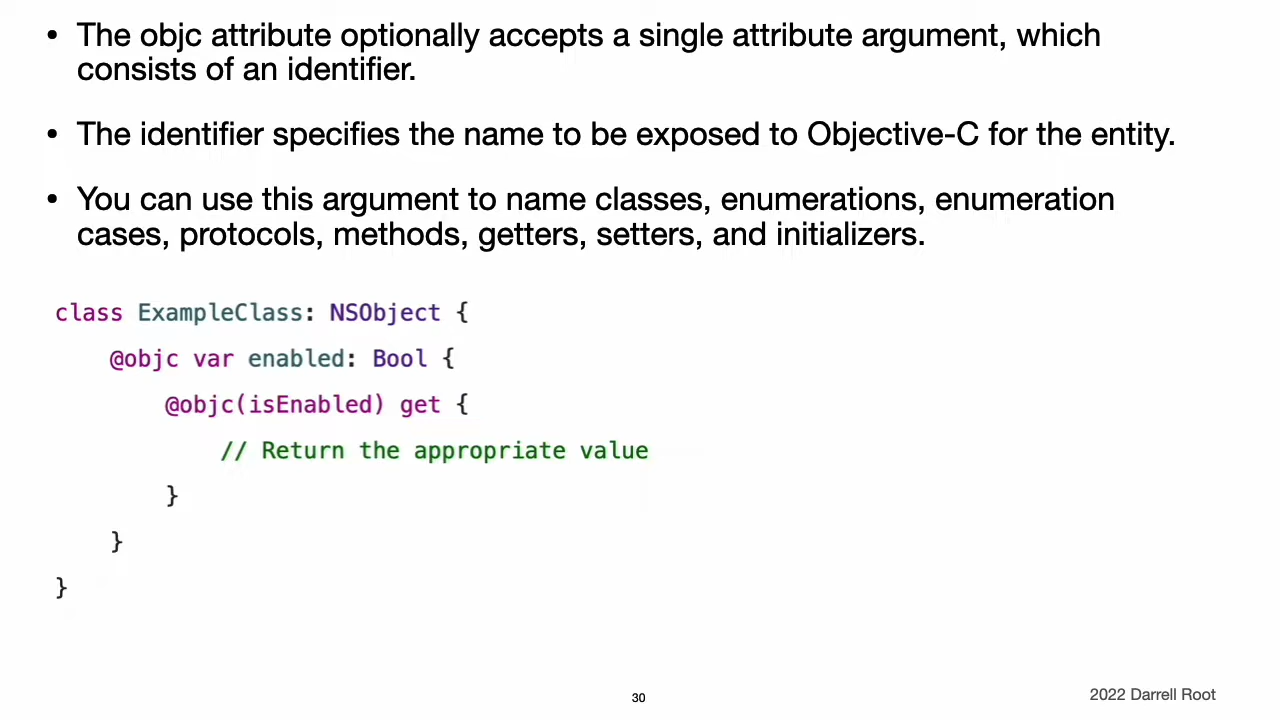 • The objc attribute optionally accepts a single attribute argument, which
consists of an identifier.
• The identifier specifies the name to be exposed to Objective-C for the entity.
• You can use this argument to name classes, enumerations, enumeration
cases, protocols, methods, getters, setters, and initializers.
class ExampleClass: NSObject {
    @objc var enabled: Bool {
        @objc(isEnabled) get {
            // Return the appropriate value
        }
    }
}
30
2022 Darrell Root